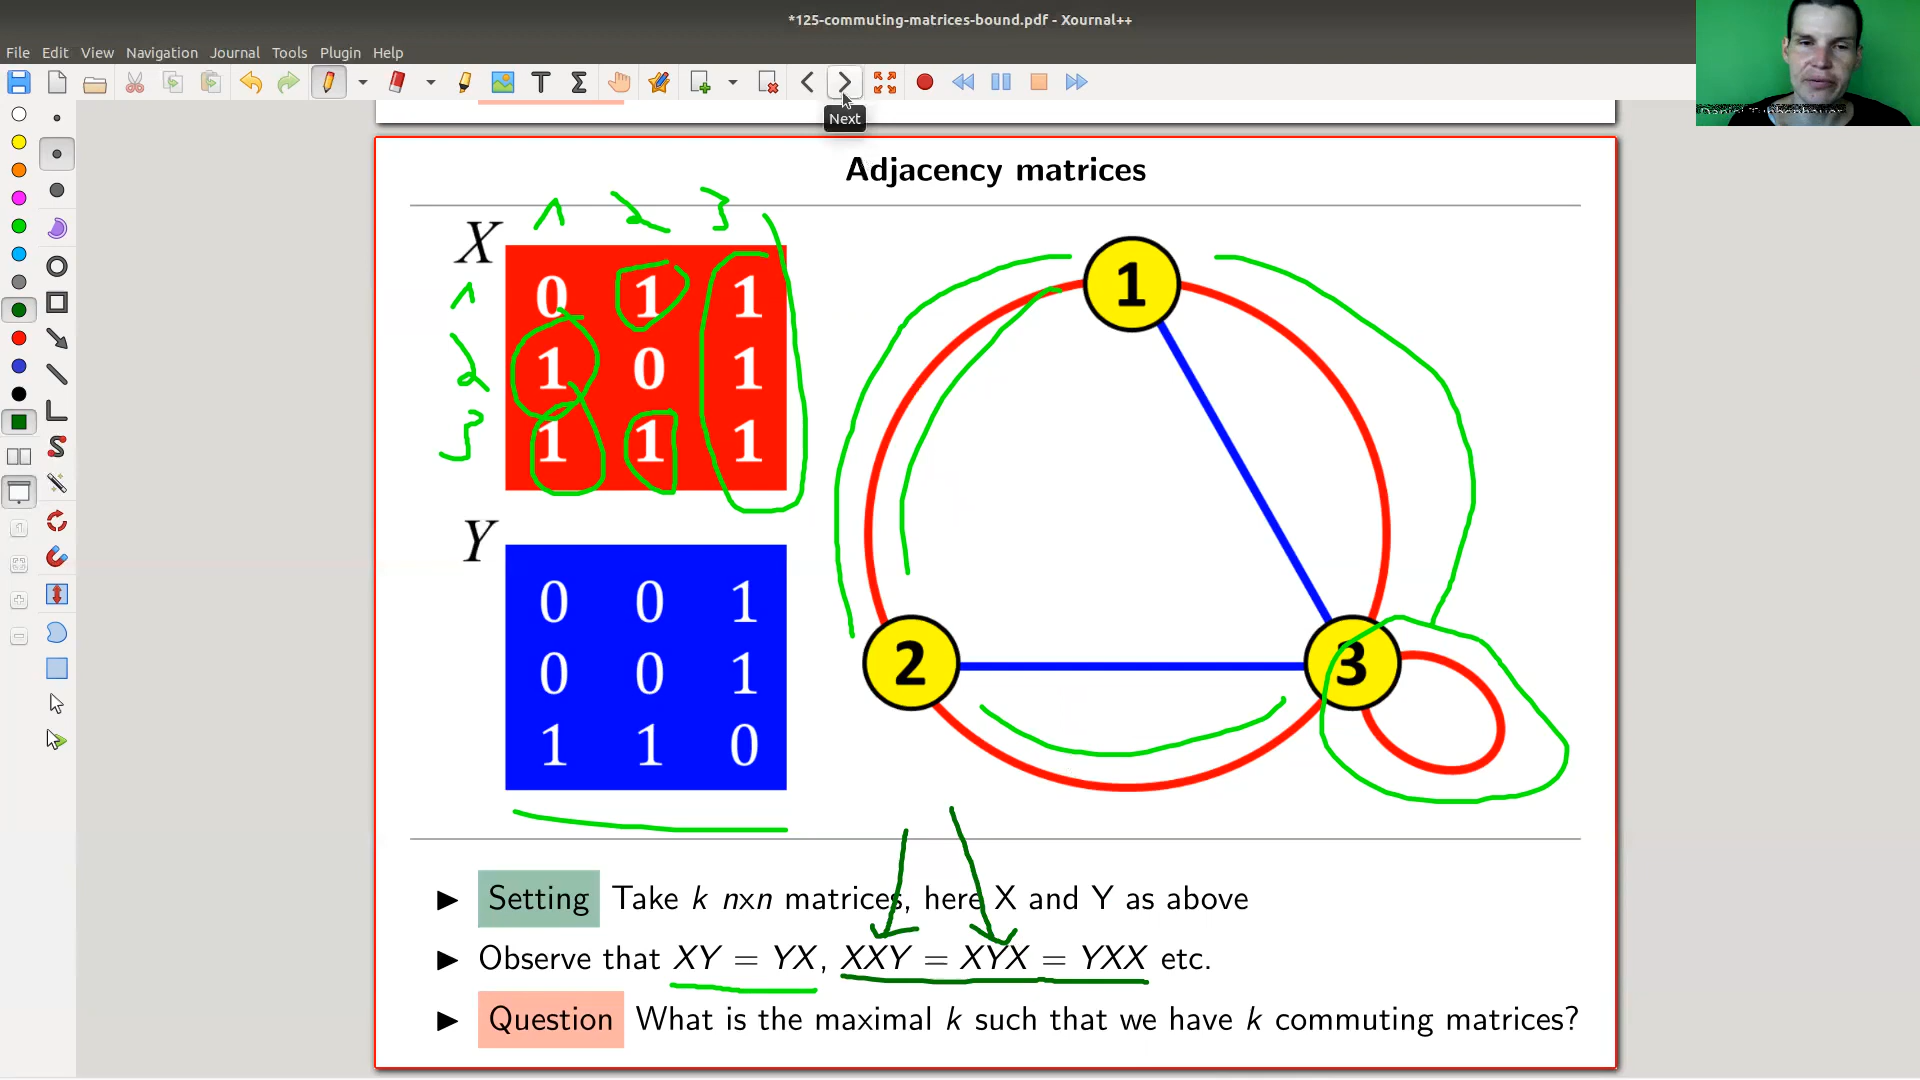 *125-commuting-matrices-bound.pdf - Xournal++
File Edit View Navigation Journal Tools Plugin Help
Next
Adjacency matrices
1 2 3
X
1 0 1 1
2 1 0 1
3 1 1 1
Y
0 0 1
0 0 1
1 1 0
1
2
3
▶ Setting Take k nxn matrices, here X and Y as above
▶ Observe that XY = YX, XXY = XYX = YXX etc.
▶ Question What is the maximal k such that we have k commuting matrices?